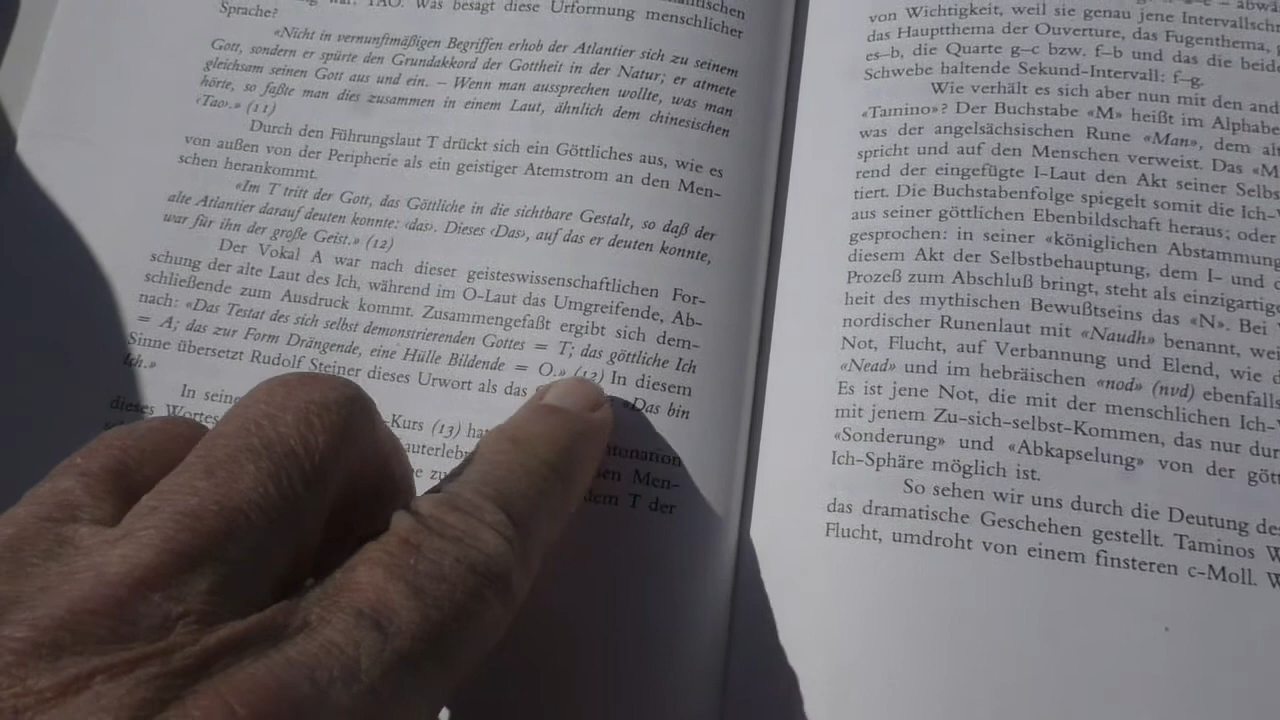 TAO. Was besagt diese Urformung menschlicher
Sprache?
«Nicht in vernunftmäßigen Begriffen erhob der Atlantier sich zu seinem
Gott, sondern er spürte den Grundakkord der Gottheit in der Natur; er atmete
gleichsam seinen Gott aus und ein. – Wenn man aussprechen wollte, was man
hörte, so faßte man dies zusammen in einem Laut, ähnlich dem chinesischen
‹Tao›.» (11)
Durch den Führungslaut T drückt sich ein Göttliches aus, wie es
von außen von der Peripherie als ein geistiger Atemstrom an den Men-
schen herankommt.
«Im T tritt der Gott, das Göttliche in die sichtbare Gestalt, so daß der
alte Atlantier darauf deuten konnte: ‹das›. Dieses ‹Das›, auf das er deuten konnte,
war für ihn der große Geist.» (12)
Der Vokal A war nach dieser geisteswissenschaftlichen For-
schung der alte Laut des Ich, während im O-Laut das Umgreifende, Ab-
schließende zum Ausdruck kommt. Zusammengefaßt ergibt sich dem-
nach: «Das Testat des sich selbst demonstrierenden Gottes = T; das göttliche Ich
= A; das zur Form Drängende, eine Hülle Bildende = O.» (12) In diesem
Sinne übersetzt Rudolf Steiner dieses Urwort als das «Das bin
Ich.»
In seine -Kurs (13)
dieses Wortes
dem T der
von Wichtigkeit, weil sie genau jene Intervallsch
das Hauptthema der Ouverture, das Fugenthema,
es–b, die Quarte g–c bzw. f–b und das die beid
Schwebe haltende Sekund-Intervall: f–g.
Wie verhält es sich aber nun mit den and
«Tamino»? Der Buchstabe «M» heißt im Alphabe
was der angelsächsischen Rune «Man», dem alt
spricht und auf den Menschen verweist. Das «M
rend der eingefügte I-Laut den Akt seiner Selbs
tiert. Die Buchstabenfolge spiegelt somit die Ich-
aus seiner göttlichen Ebenbildschaft heraus; oder
gesprochen: in seiner «königlichen Abstammung
diesem Akt der Selbstbehauptung, dem I- und
Prozeß zum Abschluß bringt, steht als einzigartig
heit des mythischen Bewußtseins das «N». Bei
nordischer Runenlaut mit «Naudh» benannt, wei
Not, Flucht, auf Verbannung und Elend, wie d
«Nead» und im hebräischen «nod» (nvd) ebenfalls
Es ist jene Not, die mit der menschlichen Ich-
mit jenem Zu-sich-selbst-Kommen, das nur dur
«Sonderung» und «Abkapselung» von der gött
Ich-Sphäre möglich ist.
So sehen wir uns durch die Deutung de
das dramatische Geschehen gestellt. Taminos W
Flucht, umdroht von einem finsteren c-Moll. W